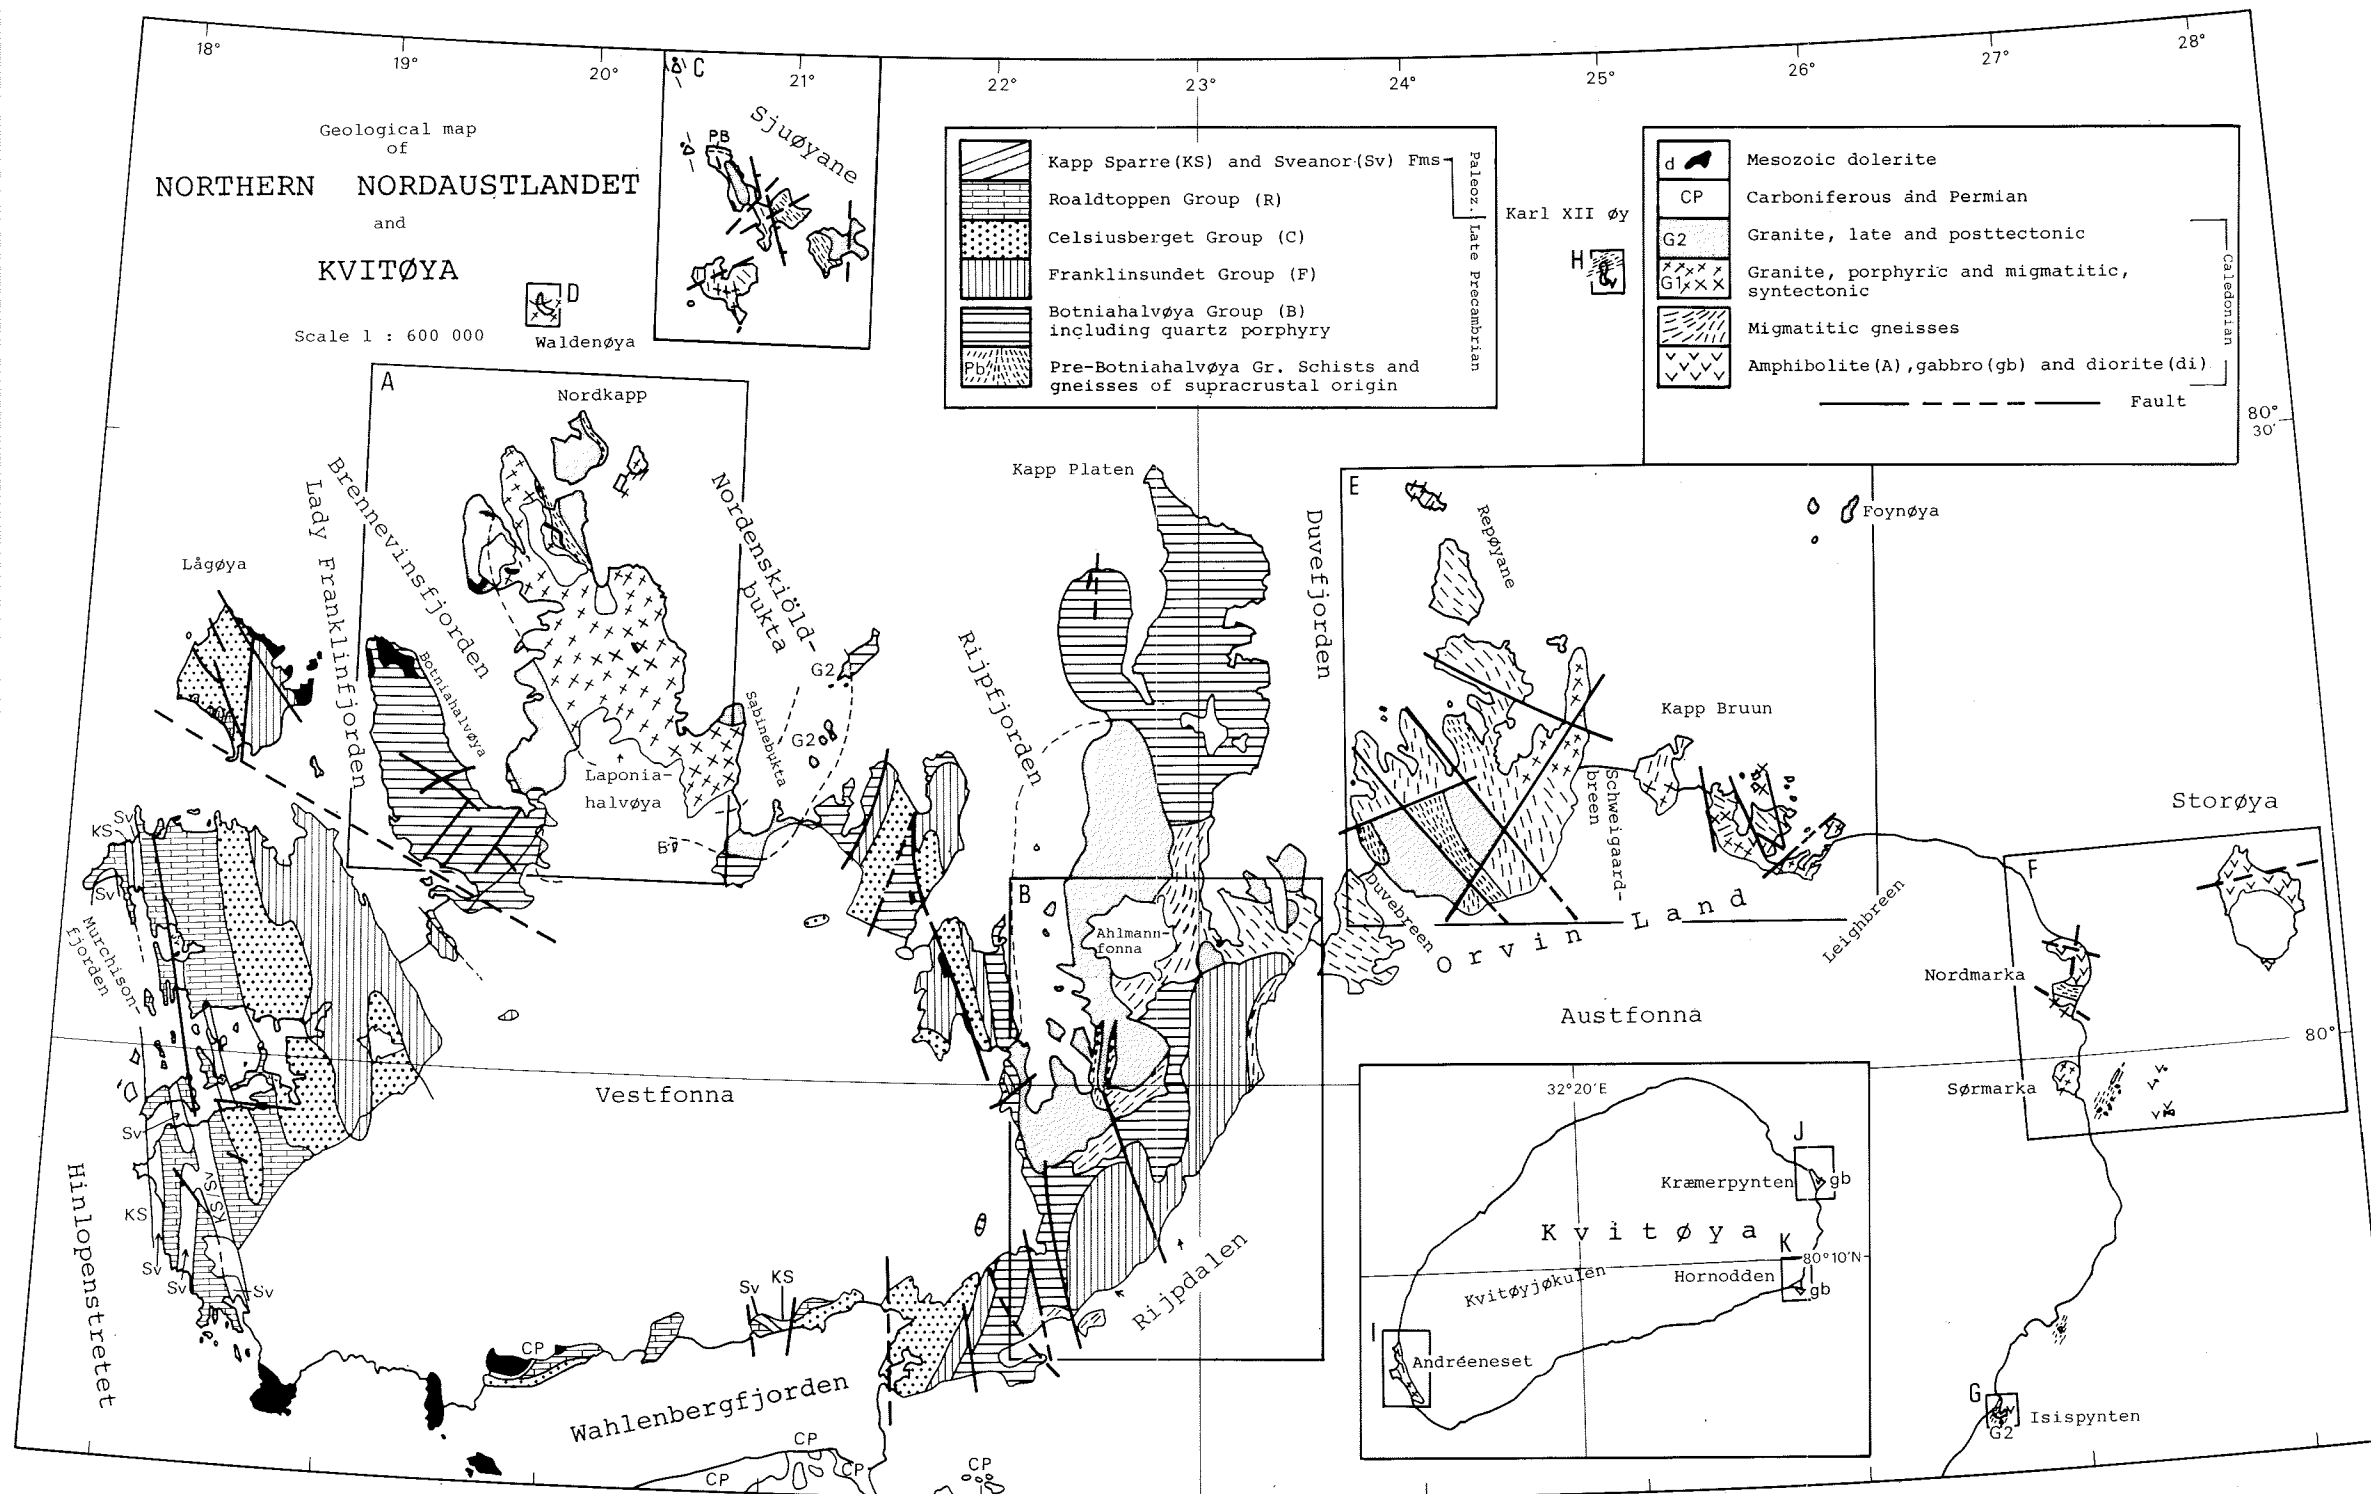 18°
19°
20°
21°
22°
23°
24°
25°
26°
27°
28°
Geological map
of
NORTHERN NORDAUSTLANDET
and
KVITØYA
Scale 1 : 600 000
D
Waldenøya
C
Sjuøyane
PB
Kapp Sparre(KS) and Sveanor(Sv) Fms
Roaldtoppen Group (R)
Celsiusberget Group (C)
Franklinsundet Group (F)
Botniahalvøya Group (B)
including quartz porphyry
Pb
Pre-Botniahalvøya Gr. Schists and
gneisses of supracrustal origin
Paleoz.
Late Precambrian
Karl XII øy
H
d
Mesozoic dolerite
CP
Carboniferous and Permian
G2
Granite, late and posttectonic
G1
Granite, porphyric and migmatitic,
syntectonic
Migmatitic gneisses
Amphibolite(A),gabbro(gb) and diorite(di)
Caledonian
Fault
80°
30'
A
Nordkapp
Brennevinsfjorden
Lady Franklinfjorden
Nordenskiöld-
bukta
Lågøya
Botniahalvøya
Laponia-
halvøya
Sabinebukta
G2
G2
B
Rijpfjorden
Kapp Platen
Duvefjorden
E
Repøyane
Foynøya
Kapp Bruun
Schweigaard-
breen
Duvebreen
Orvin Land
Leighbreen
Storøya
F
Nordmarka
80°
Sørmarka
Austfonna
B
Ahlmann-
fonna
Sv
KS
Sv
Murchison-
fjorden
Sv
KS
KS/Sv
Sv
Sv
Sv
Hinlopenstretet
Vestfonna
Sv
KS
CP
Wahlenbergfjorden
CP
CP
CP
CP
Rijpdalen
32°20'E
J
Kræmerpynten
gb
Kvitøya
K
80°10'N
Hornodden
gb
Kvitøyjøkulen
I
Andréeneset
G
Isispynten
G2